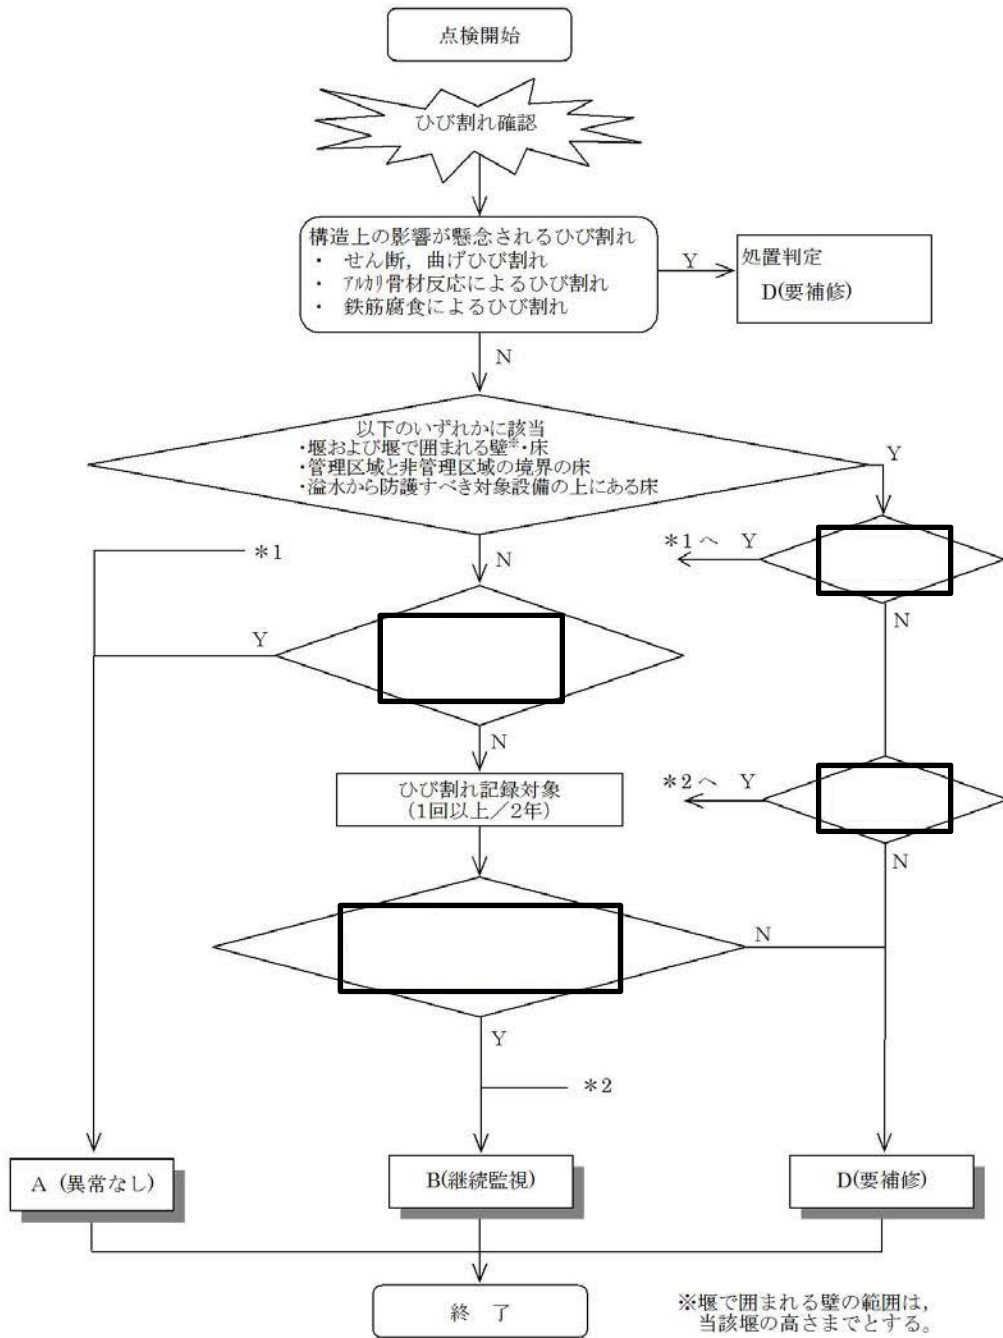 点検開始
ひび割れ確認
構造上の影響が懸念されるひび割れ
・ せん断，曲げひび割れ
・ ｱﾙｶﾘ骨材反応によるひび割れ
・ 鉄筋腐食によるひび割れ
Y
処置判定
D(要補修)
N
以下のいずれかに該当
・堰および堰で囲まれる壁※・床
・管理区域と非管理区域の境界の床
・溢水から防護すべき対象設備の上にある床
Y
＊1
N
＊1へ Y
N
Y
N
ひび割れ記録対象
(1回以上／2年)
＊2へ Y
N
N
Y
＊2
A (異常なし)
B(継続監視)
D(要補修)
終 了
※堰で囲まれる壁の範囲は，
当該堰の高さまでとする。